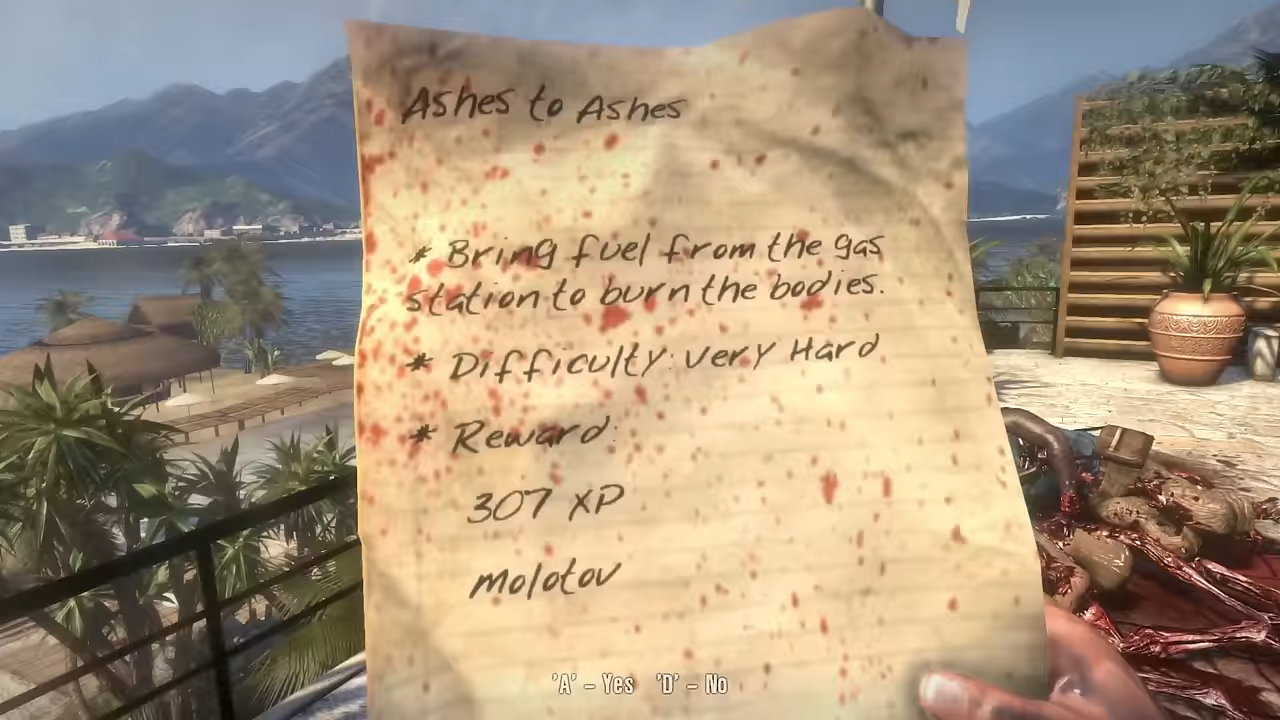 Ashes to Ashes
* Bring fuel from the gas
station to burn the bodies.
* Difficulty: Very Hard
* Reward:
307 XP
Molotov
'A' – Yes 'D' – No